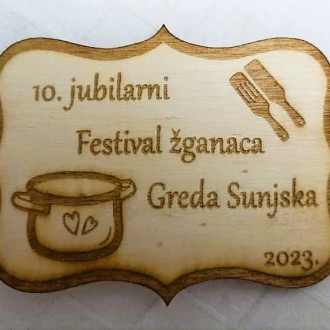 10. jubilarni
Festival žganaca
Greda Sunjska
2023.